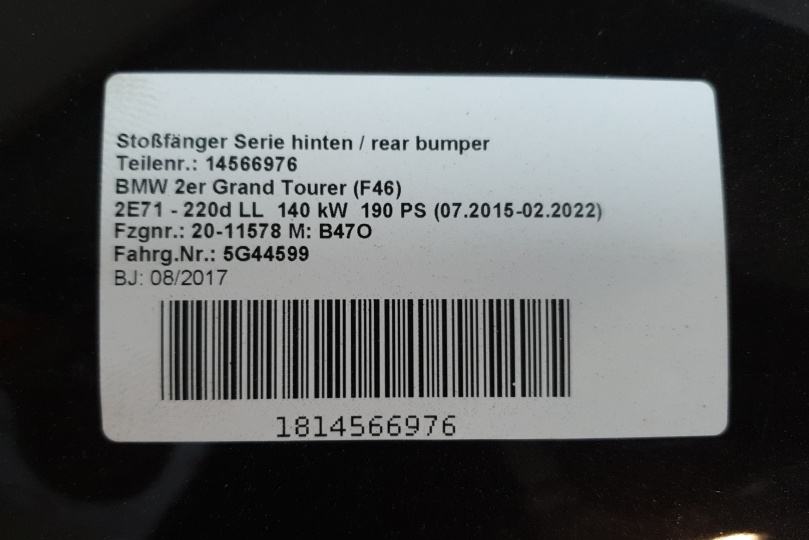 Stoßfänger Serie hinten / rear bumper
Teilenr.: 14566976
BMW 2er Grand Tourer (F46)
2E71 - 220d LL 140 kW 190 PS (07.2015-02.2022)
Fzgnr.: 20-11578 M: B47O
Fahrg.Nr.: 5G44599
BJ: 08/2017
1814566976